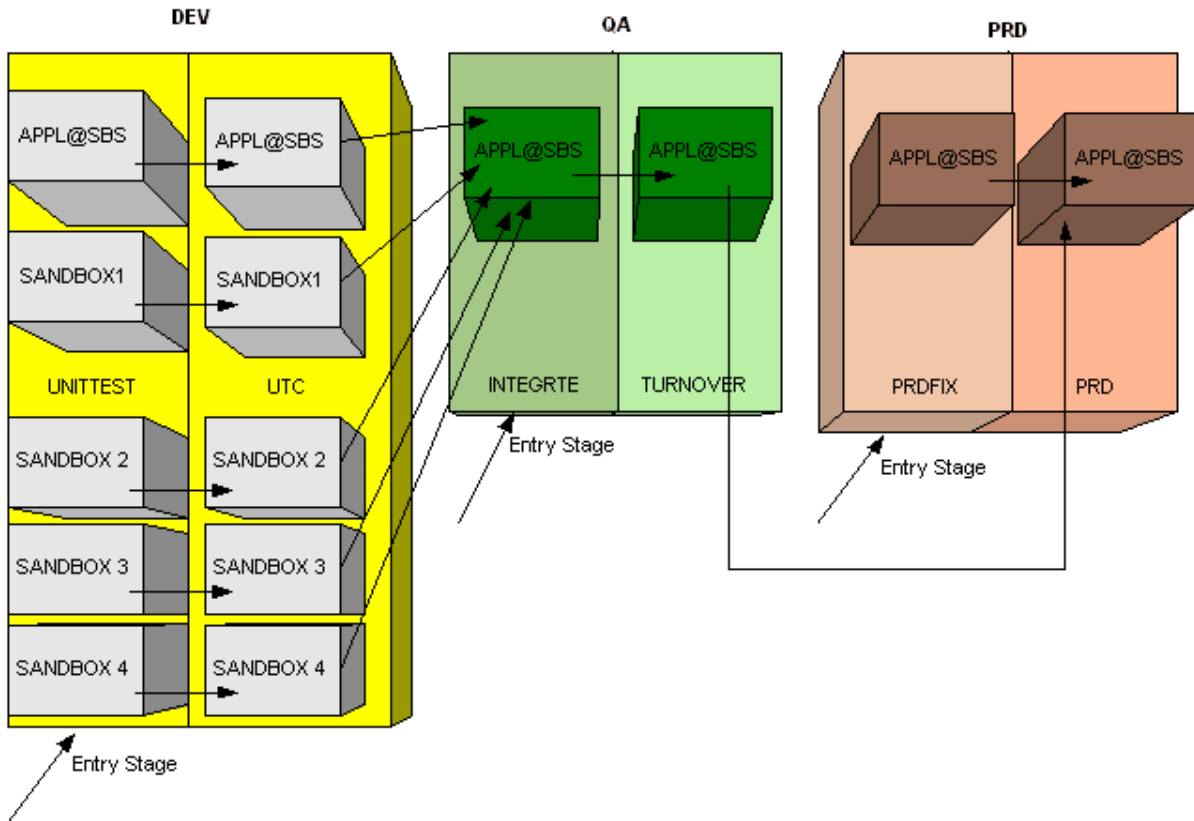 DEV
QA
PRD
APPL@SBS
APPL@SBS
APPL@SBS
APPL@SBS
APPL@SBS
APPL@SBS
SANDBOX1
SANDBOX1
UNITTEST
UTC
INTEGRTE
TURNOVER
PRDFIX
PRD
Entry Stage
Entry Stage
SANDBOX 2
SANDBOX 2
SANDBOX 3
SANDBOX 3
SANDBOX 4
SANDBOX 4
Entry Stage